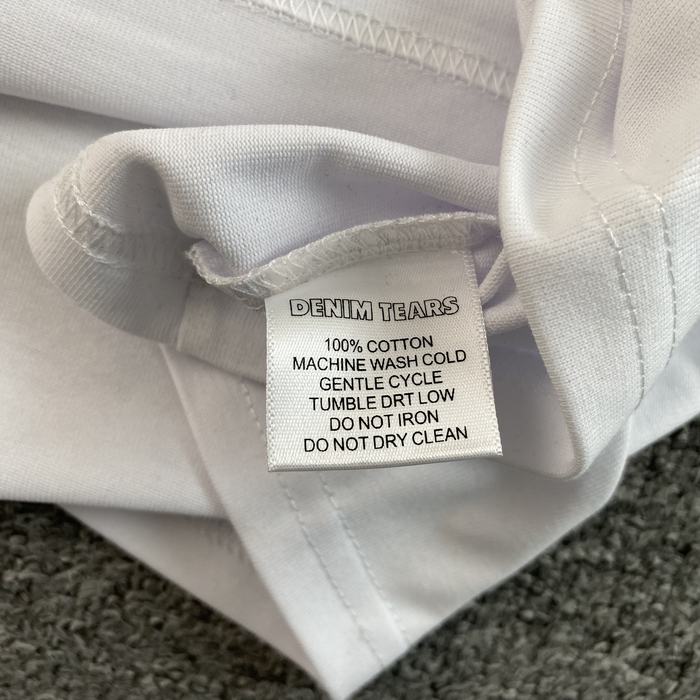 DENIM TEARS
100% COTTON
MACHINE WASH COLD
GENTLE CYCLE
TUMBLE DRT LOW
DO NOT IRON
DO NOT DRY CLEAN